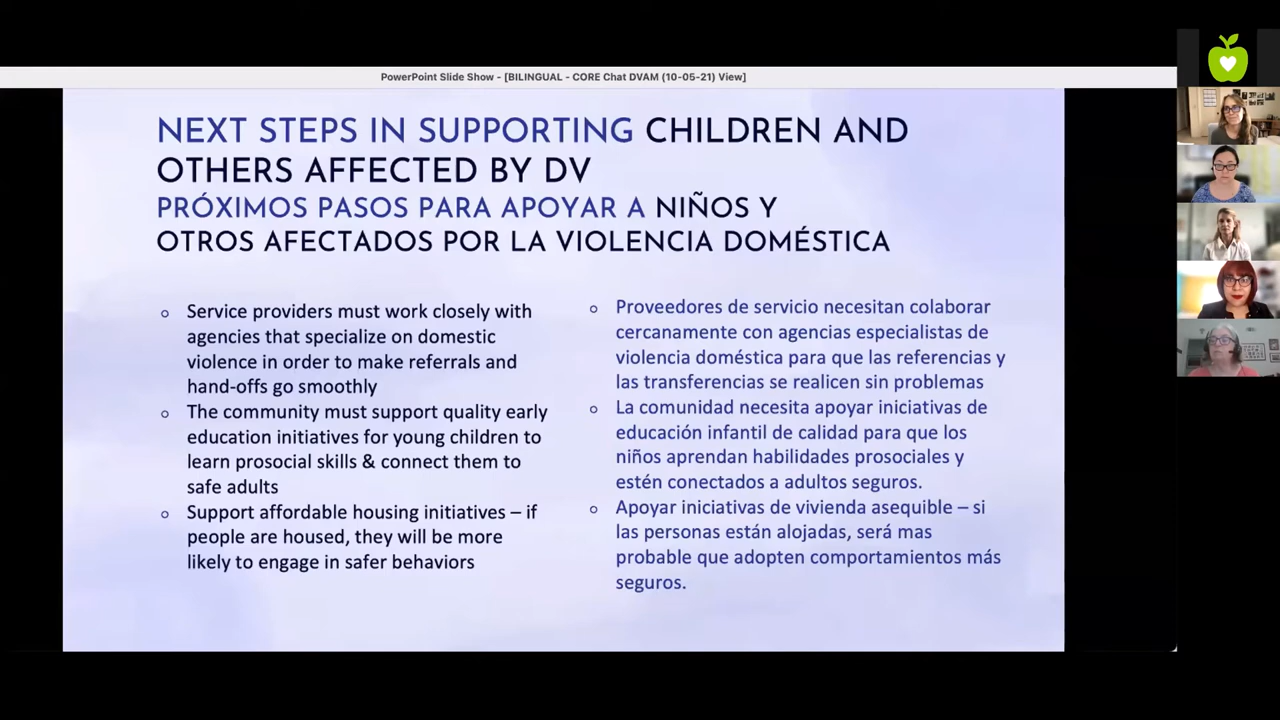 PowerPoint Slide Show - [BILINGUAL - CORE Chat DVAM (10-05-21) View]
NEXT STEPS IN SUPPORTING CHILDREN AND
OTHERS AFFECTED BY DV
PRÓXIMOS PASOS PARA APOYAR A NIÑOS Y
OTROS AFECTADOS POR LA VIOLENCIA DOMÉSTICA
Service providers must work closely with
agencies that specialize on domestic
violence in order to make referrals and
hand-offs go smoothly
The community must support quality early
education initiatives for young children to
learn prosocial skills & connect them to
safe adults
Support affordable housing initiatives – if
people are housed, they will be more
likely to engage in safer behaviors
Proveedores de servicio necesitan colaborar
cercanamente con agencias especialistas de
violencia doméstica para que las referencias y
las transferencias se realicen sin problemas
La comunidad necesita apoyar iniciativas de
educación infantil de calidad para que los
niños aprendan habilidades prosociales y
estén conectados a adultos seguros.
Apoyar iniciativas de vivienda asequible – si
las personas están alojadas, será mas
probable que adopten comportamientos más
seguros.